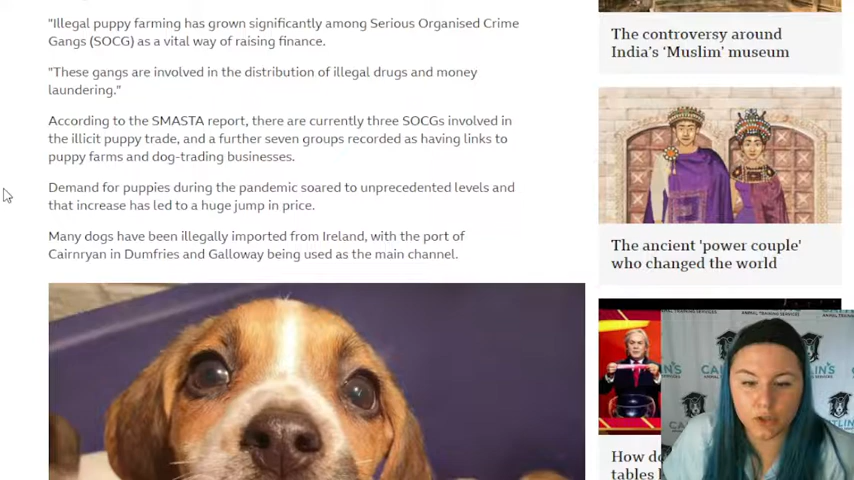 "Illegal puppy farming has grown significantly among Serious Organised Crime
Gangs (SOCG) as a vital way of raising finance.
"These gangs are involved in the distribution of illegal drugs and money
laundering."
According to the SMASTA report, there are currently three SOCGs involved in
the illicit puppy trade, and a further seven groups recorded as having links to
puppy farms and dog-trading businesses.
Demand for puppies during the pandemic soared to unprecedented levels and
that increase has led to a huge jump in price.
Many dogs have been illegally imported from Ireland, with the port of
Cairnryan in Dumfries and Galloway being used as the main channel.
The controversy around
India's 'Muslim' museum
The ancient 'power couple'
who changed the world
How do
tables
ANIMAL TRAINING SERVICES